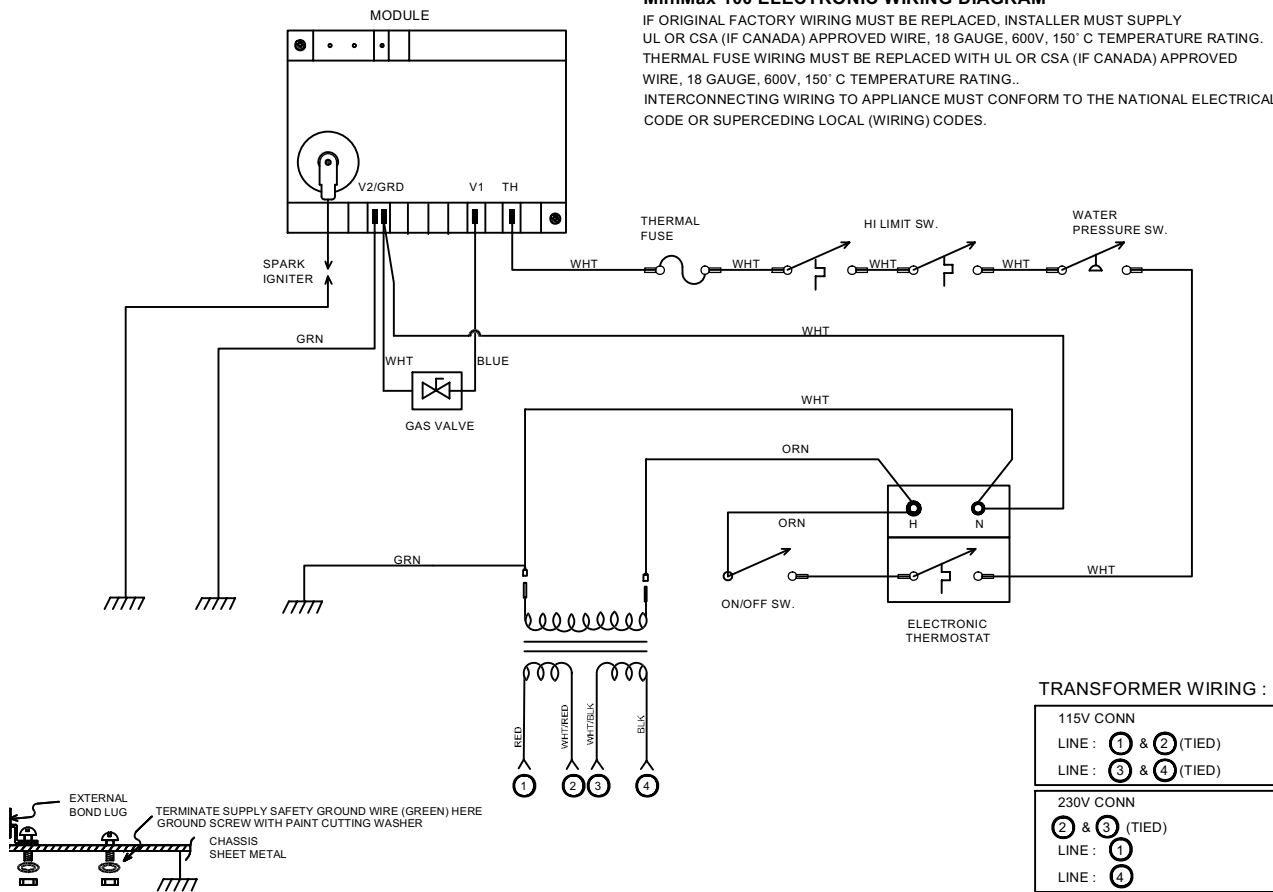 MiniMax 100 ELECTRONIC WIRING DIAGRAM
IF ORIGINAL FACTORY WIRING MUST BE REPLACED, INSTALLER MUST SUPPLY
UL OR CSA (IF CANADA) APPROVED WIRE, 18 GAUGE, 600V, 150° C TEMPERATURE RATING.
THERMAL FUSE WIRING MUST BE REPLACED WITH UL OR CSA (IF CANADA) APPROVED
WIRE, 18 GAUGE, 600V, 150° C TEMPERATURE RATING..
INTERCONNECTING WIRING TO APPLIANCE MUST CONFORM TO THE NATIONAL ELECTRICAL
CODE OR SUPERCEDING LOCAL (WIRING) CODES.
MODULE
V2/GRD
V1
TH
SPARK
IGNITER
THERMAL
FUSE
HI LIMIT SW.
WATER
PRESSURE SW.
WHT
WHT
WHT
WHT
GRN
WHT
BLUE
WHT
GAS VALVE
WHT
ORN
H
N
ORN
GRN
WHT
ON/OFF SW.
ELECTRONIC
THERMOSTAT
RED
WHT/RED
WHT/BLK
BLK
1
2
3
4
TRANSFORMER WIRING :
115V CONN
LINE : 1 & 2 (TIED)
LINE : 3 & 4 (TIED)
230V CONN
2 & 3 (TIED)
LINE : 1
LINE : 4
EXTERNAL
BOND LUG
TERMINATE SUPPLY SAFETY GROUND WIRE (GREEN) HERE
GROUND SCREW WITH PAINT CUTTING WASHER
CHASSIS
SHEET METAL